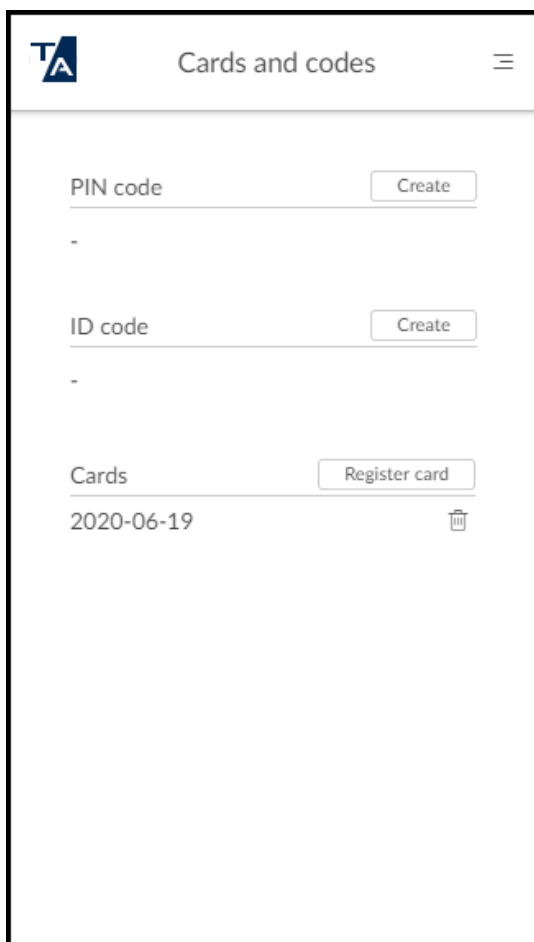 TA
Cards and codes
PIN code
Create
-
ID code
Create
-
Cards
Register card
2020-06-19